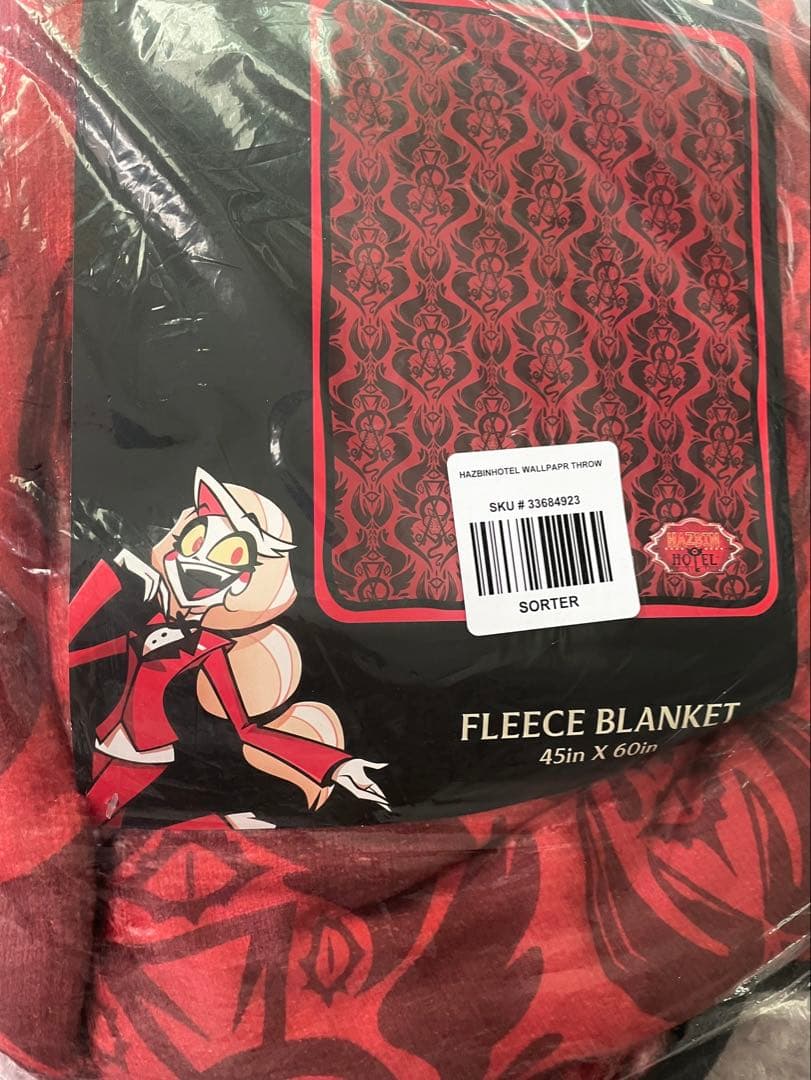 HAZBINHOTEL WALLPAPR THROW
SKU # 33684923
SORTER
HAZBIN
HOTEL
FLEECE BLANKET
45in X 60in